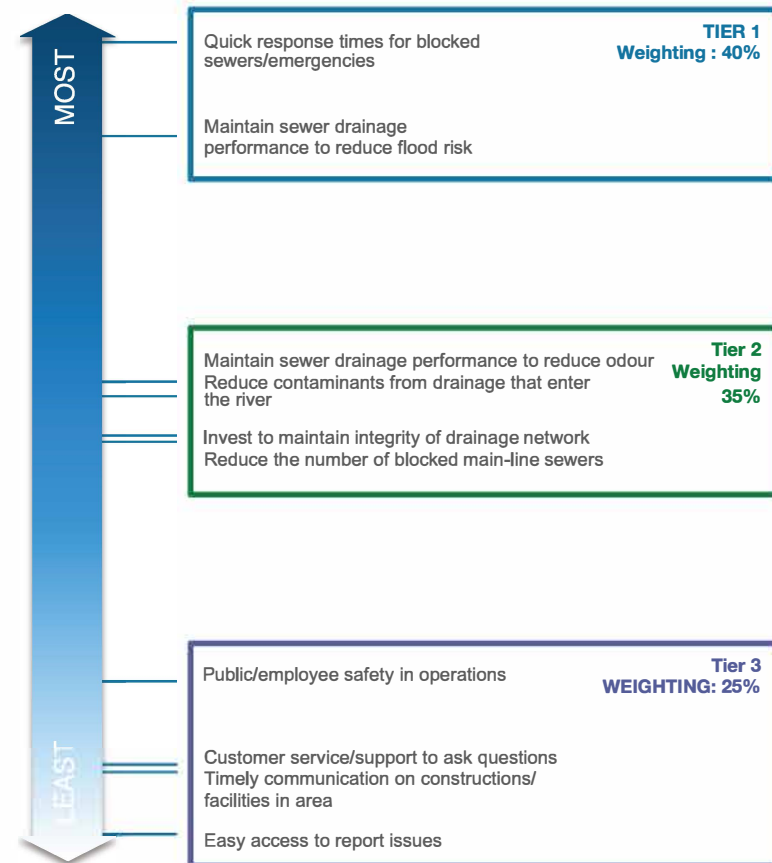 MOST
Quick response times for blocked
sewers/emergencies
TIER 1
Weighting : 40%
Maintain sewer drainage
performance to reduce flood risk
Maintain sewer drainage performance to reduce odour
Reduce contaminants from drainage that enter
the river
Tier 2
Weighting
35%
Invest to maintain integrity of drainage network
Reduce the number of blocked main-line sewers
Public/employee safety in operations
Tier 3
WEIGHTING: 25%
Customer service/support to ask questions
Timely communication on constructions/
facilities in area
Easy access to report issues
LEAST